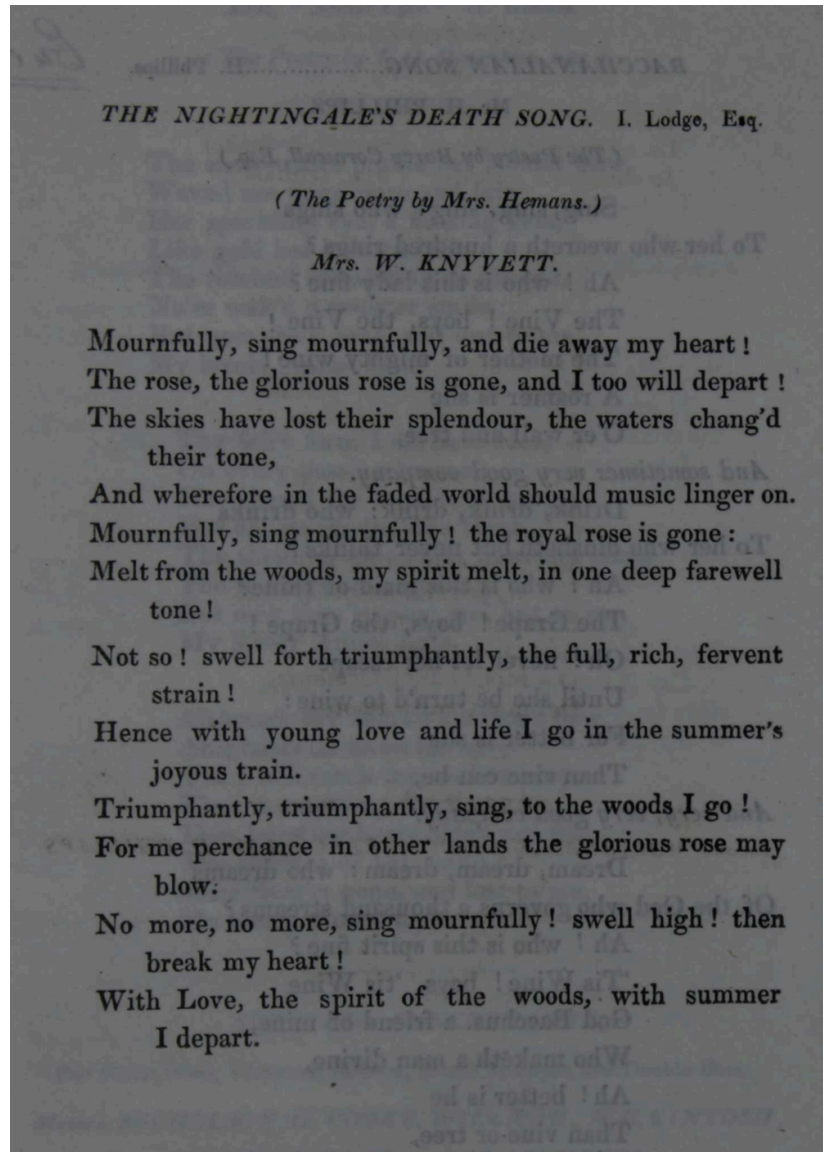 THE NIGHTINGALE'S DEATH SONG. I. Lodge, Esq.
(The Poetry by Mrs. Hemans.)
Mrs. W. KNYVETT.
Mournfully, sing mournfully, and die away my heart !
The rose, the glorious rose is gone, and I too will depart !
The skies have lost their splendour, the waters chang'd
their tone,
And wherefore in the faded world should music linger on.
Mournfully, sing mournfully ! the royal rose is gone :
Melt from the woods, my spirit melt, in one deep farewell
tone !
Not so ! swell forth triumphantly, the full, rich, fervent
strain !
Hence with young love and life I go in the summer's
joyous train.
Triumphantly, triumphantly, sing, to the woods I go !
For me perchance in other lands the glorious rose may
blow.
No more, no more, sing mournfully ! swell high ! then
break my heart !
With Love, the spirit of the woods, with summer
I depart.